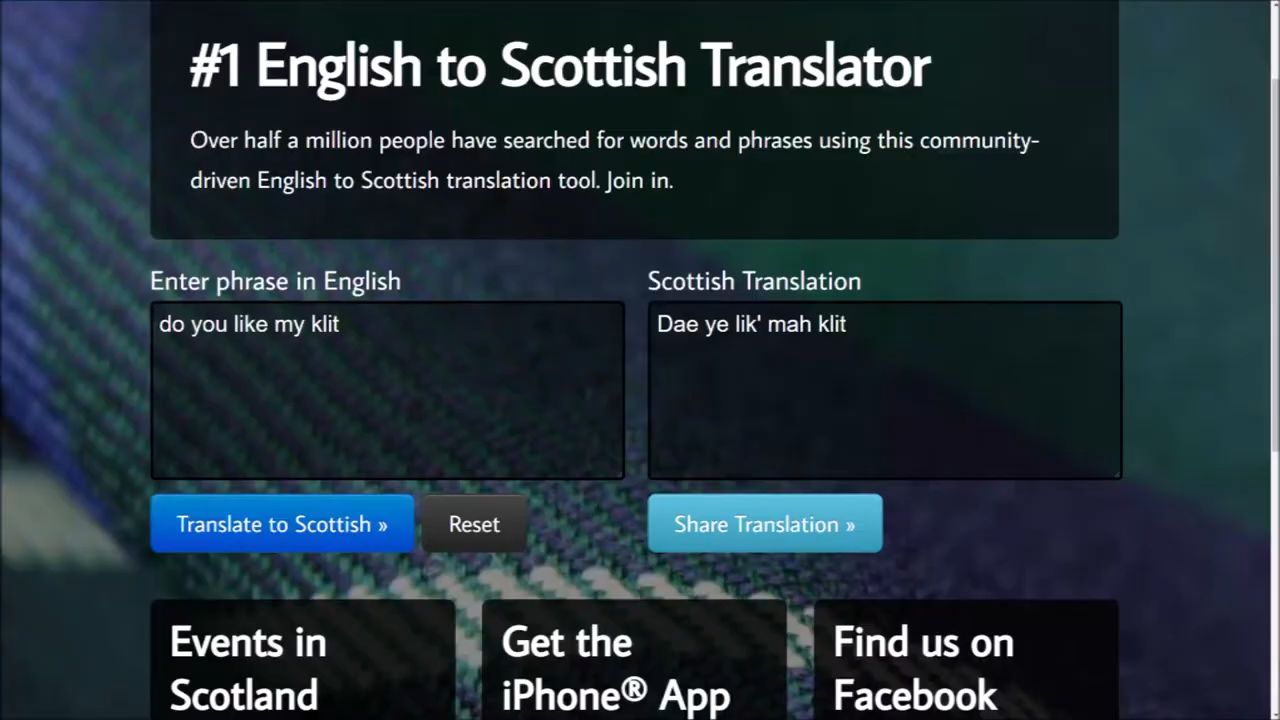 #1 English to Scottish Translator
Over half a million people have searched for words and phrases using this community-
driven English to Scottish translation tool. Join in.
Enter phrase in English
Scottish Translation
do you like my klit
Dae ye lik' mah klit
Translate to Scottish »
Reset
Share Translation »
Events in
Scotland
Get the
iPhone® App
Find us on
Facebook